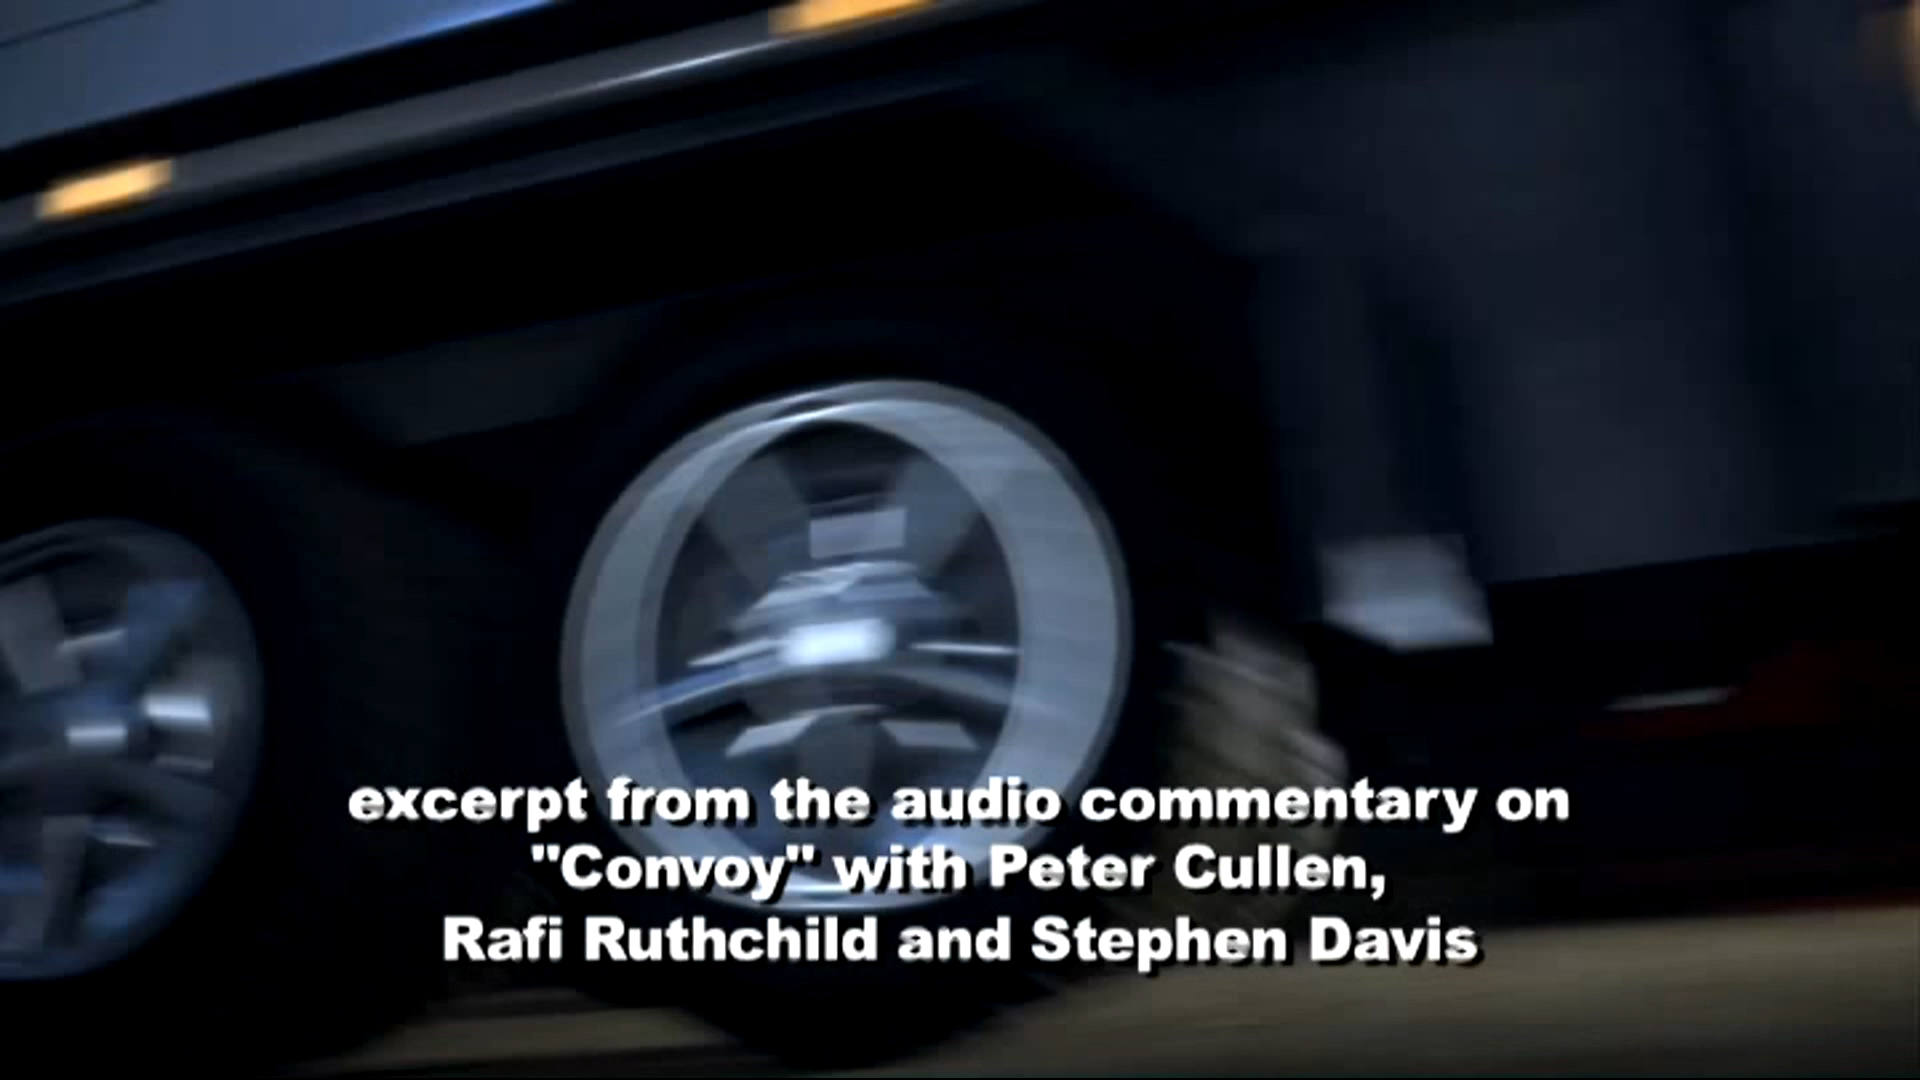 excerpt from the audio commentary on
"Convoy" with Peter Cullen,
Rafi Ruthchild and Stephen Davis